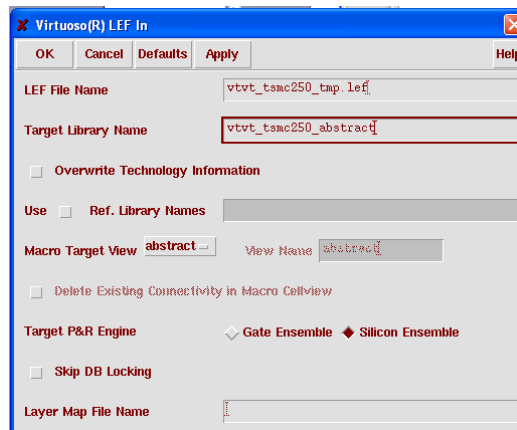 Virtuoso(R) LEF In
OK Cancel Defaults Apply Help
LEF File Name vtvt_tsmc250_tmp.lef
Target Library Name vtvt_tsmc250_abstract
Overwrite Technology Information
Use Ref. Library Names
Macro Target View abstract View Name abstract
Delete Existing Connectivity in Macro Cellview
Target P&R Engine Gate Ensemble Silicon Ensemble
Skip DB Locking
Layer Map File Name